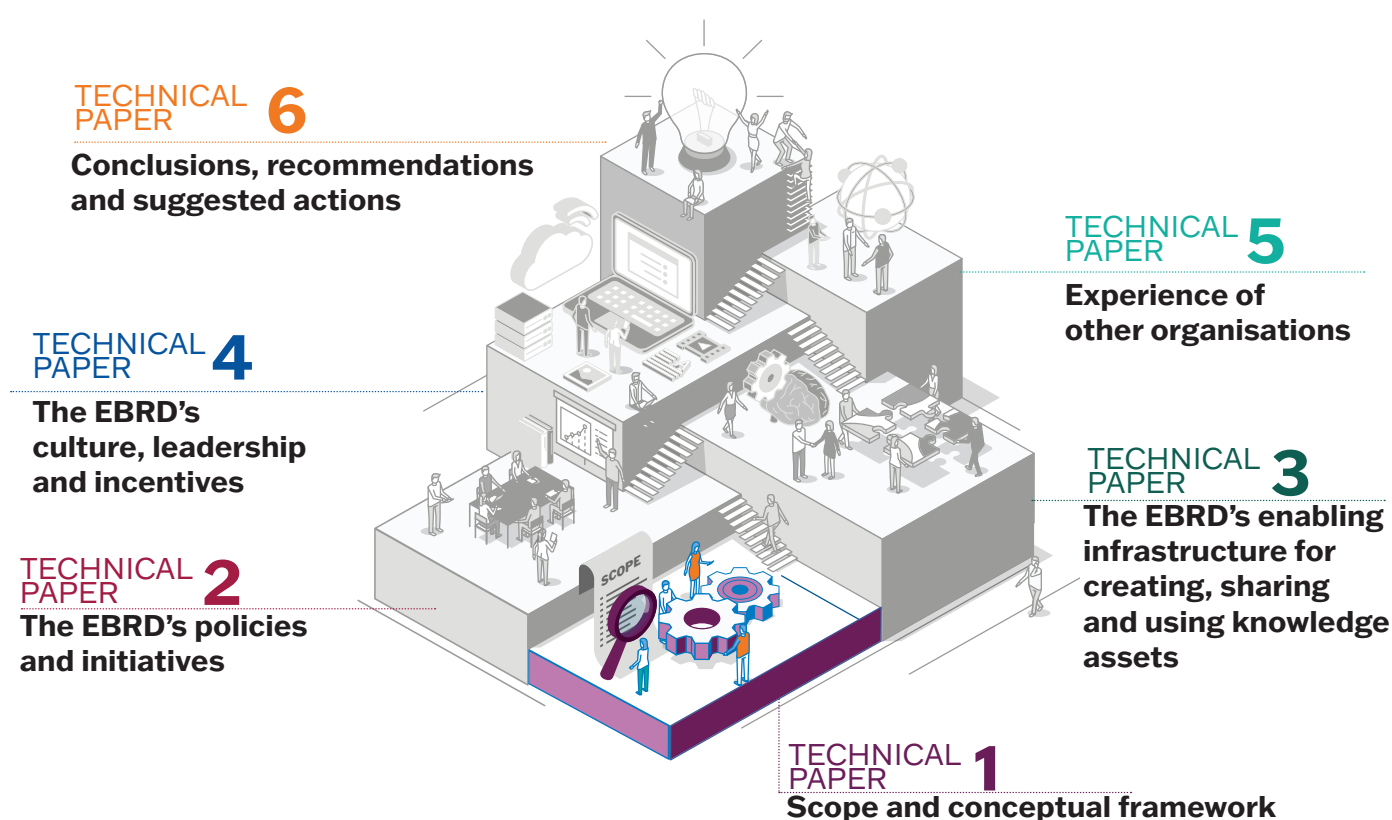 TECHNICAL
PAPER 6
Conclusions, recommendations
and suggested actions
TECHNICAL
PAPER 5
Experience of
other organisations
TECHNICAL
PAPER 4
The EBRD’s
culture, leadership
and incentives
TECHNICAL
PAPER 3
The EBRD’s enabling
infrastructure for
creating, sharing
and using knowledge
assets
TECHNICAL
PAPER 2
The EBRD’s policies
and initiatives
SCOPE
TECHNICAL
PAPER 1
Scope and conceptual framework